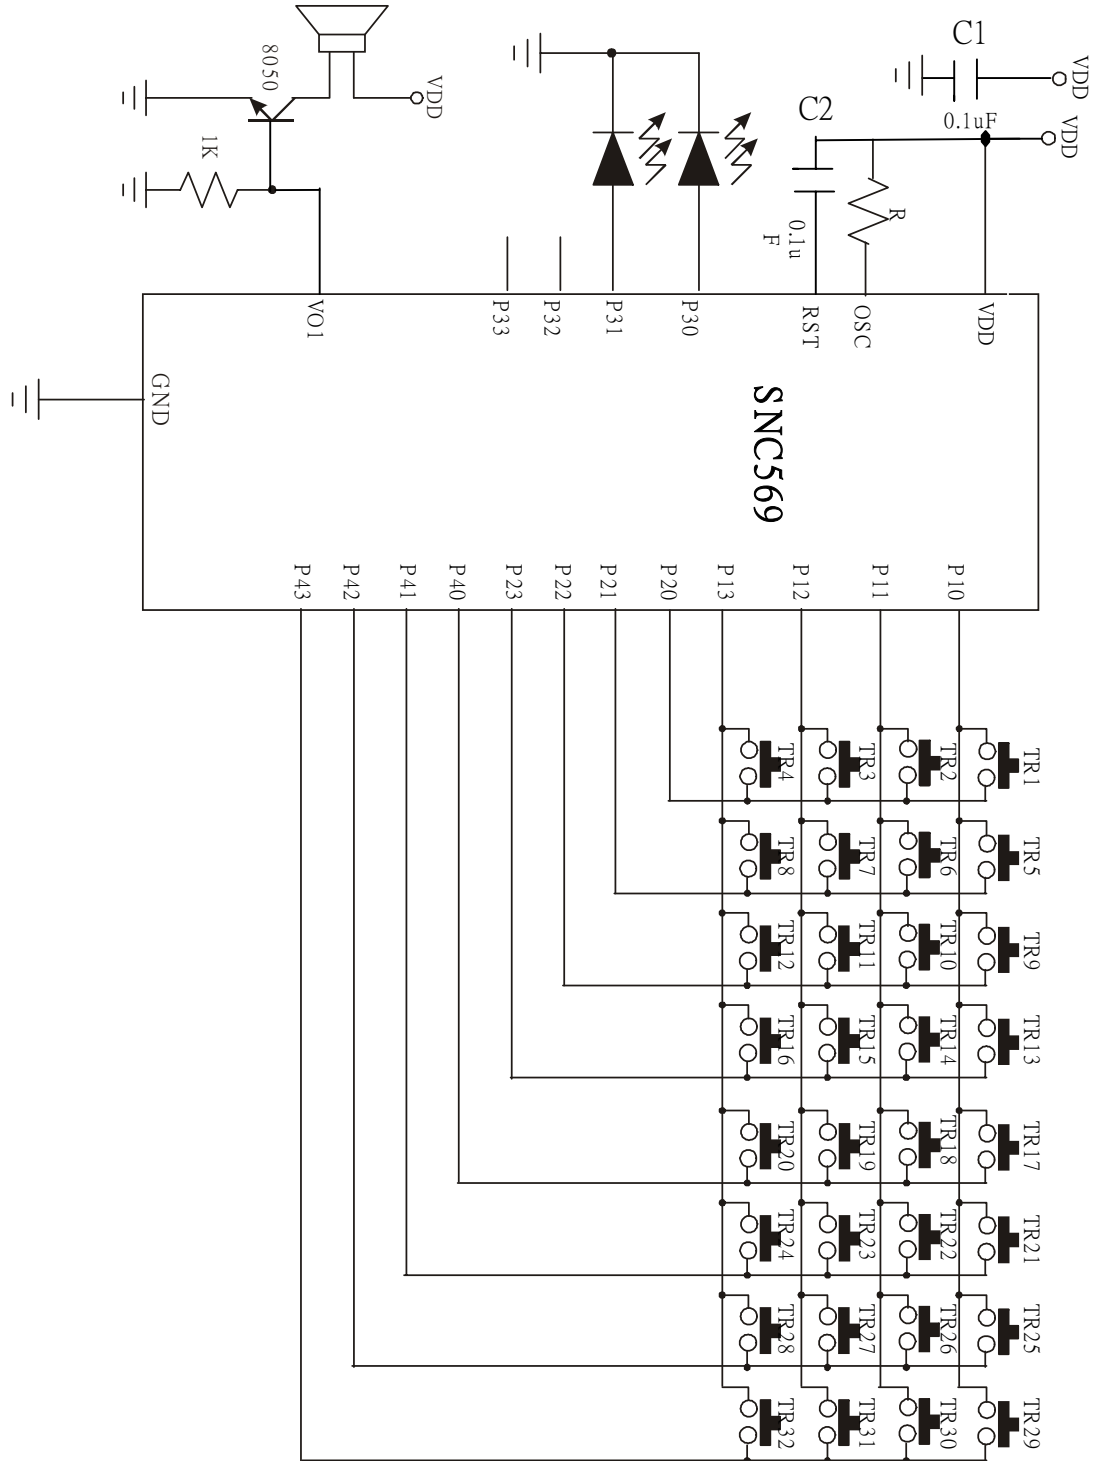 C1
VDD
0.1uF
VDD
C2
R
0.1u
F
8050
VDD
1K
VO1
P33
P32
P31
P30
RST
OSC
VDD
GND
SNC569
P43
P42
P41
P40
P23
P22
P21
P20
P13
P12
P11
P10
TR4
TR3
TR2
TR1
TR8
TR7
TR6
TR5
TR12
TR11
TR10
TR9
TR16
TR15
TR14
TR13
TR20
TR19
TR18
TR17
TR24
TR23
TR22
TR21
TR28
TR27
TR26
TR25
TR32
TR31
TR30
TR29